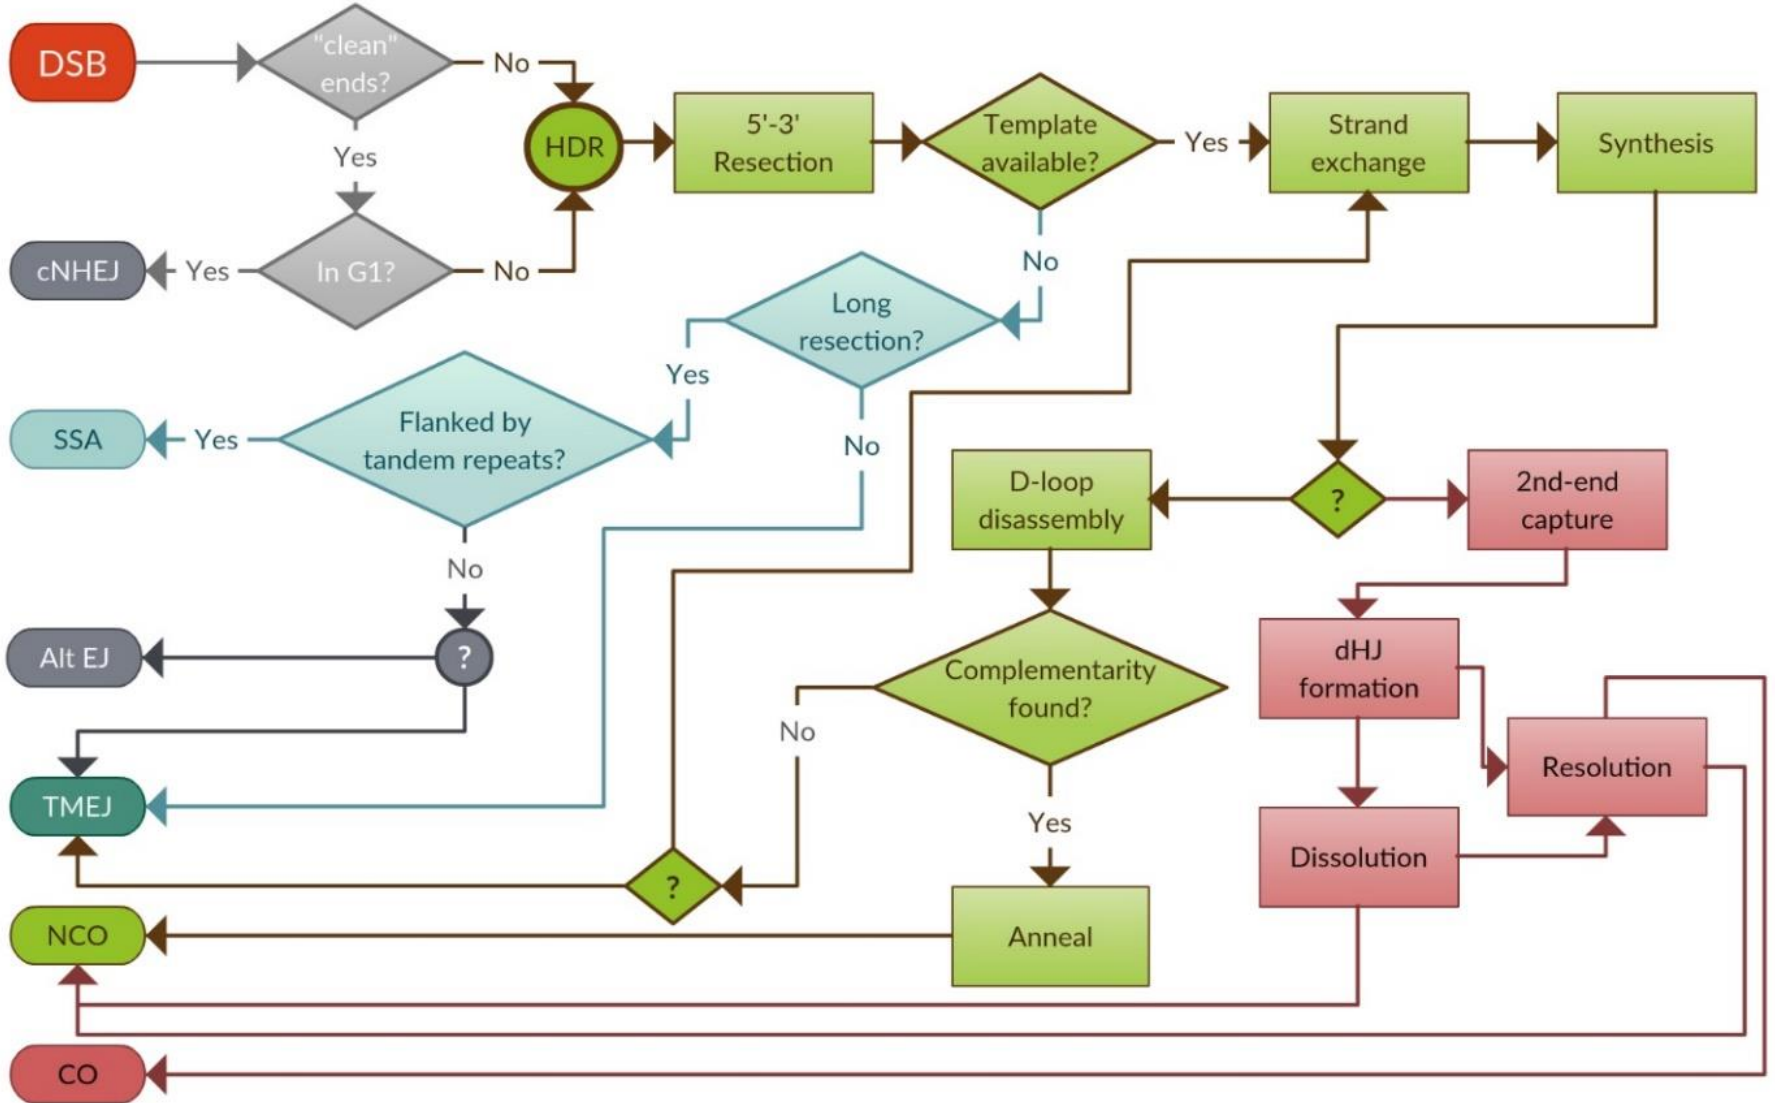 DSB
"clean"
ends?
No
Yes
HDR
5'-3'
Resection
Template
available?
Yes
Strand
exchange
Synthesis
cNHEJ
Yes
In G1?
No
No
Long
resection?
Yes
No
SSA
Yes
Flanked by
tandem repeats?
No
D-loop
disassembly
?
2nd-end
capture
Alt EJ
?
Complementarity
found?
No
Yes
dHJ
formation
Resolution
TMEJ
?
Dissolution
NCO
Anneal
CO